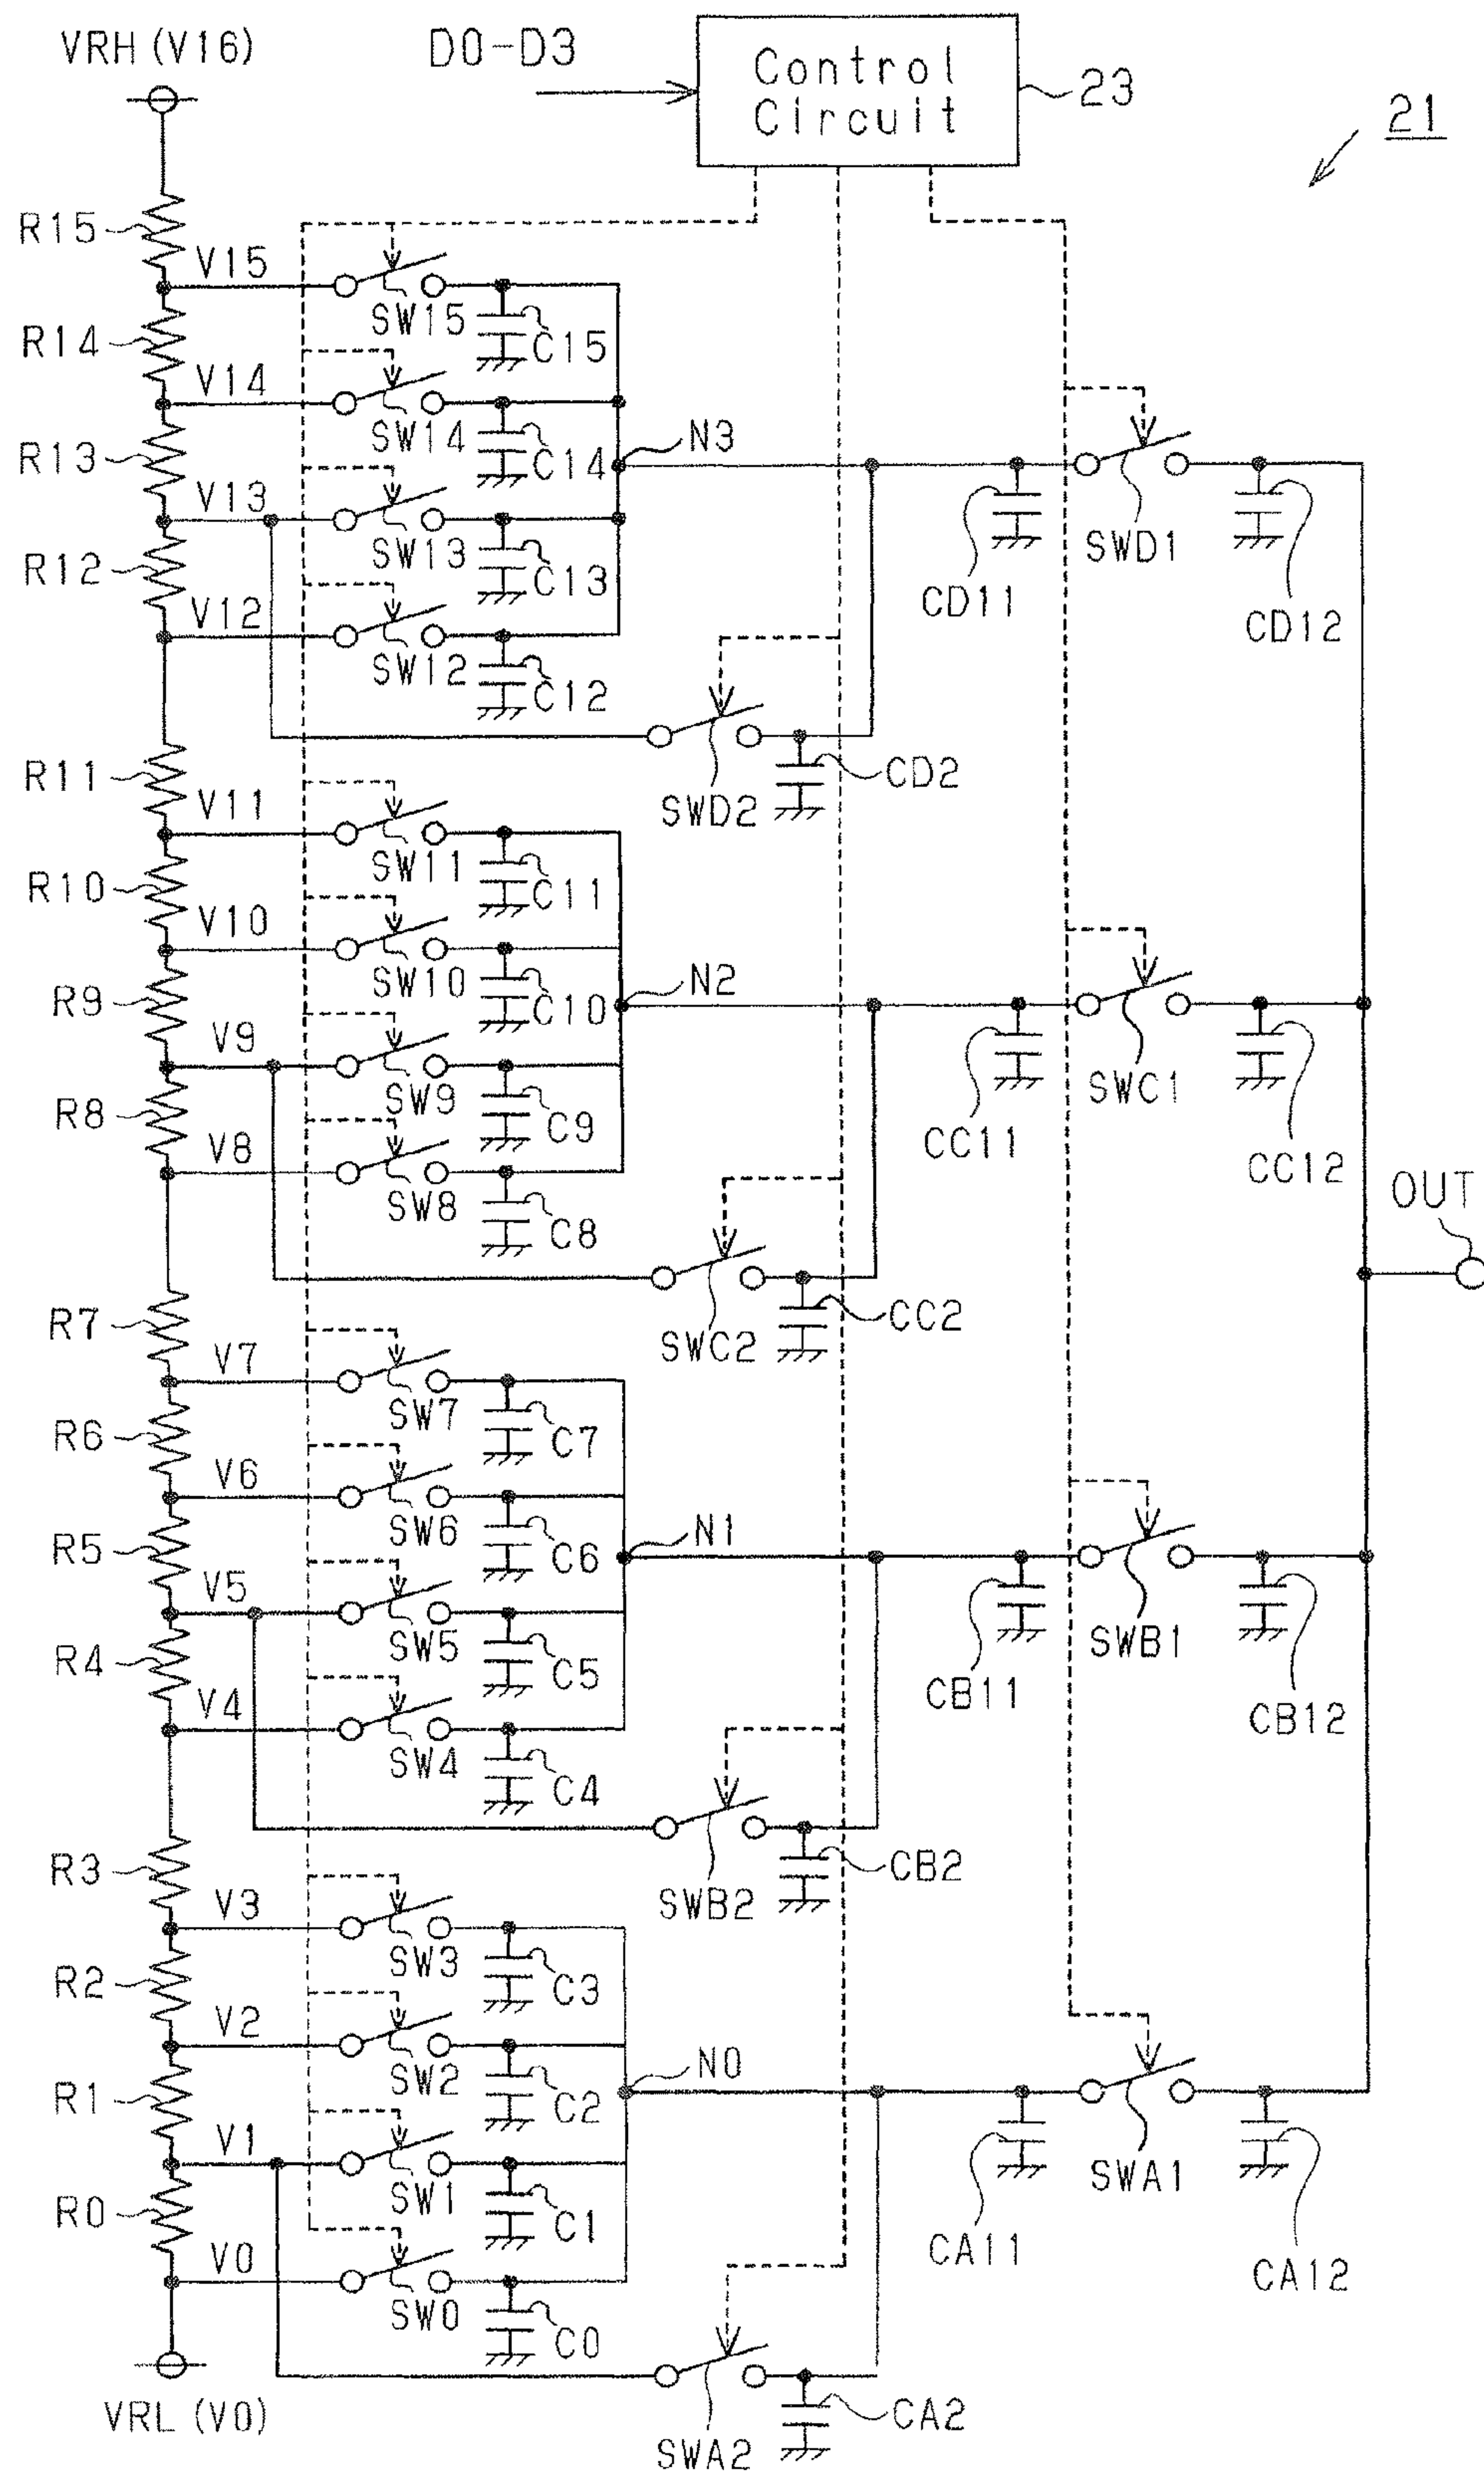 VRH (V16)
D0-D3
Control
Circuit
23
21
R15
V15
SW15
C15
R14
V14
SW14
C14
N3
R13
V13
SW13
C13
SWD1
R12
CD11
CD12
V12
SW12
C12
R11
CD2
SWD2
V11
SW11
C11
R10
V10
SW10
C10
N2
R9
V9
SW9
C9
SWC1
R8
CC11
CC12
V8
SW8
C8
OUT
R7
CC2
SWC2
V7
SW7
C7
R6
V6
SW6
C6
N1
R5
V5
SW5
C5
SWB1
R4
CB11
CB12
V4
SW4
C4
R3
CB2
SWB2
V3
SW3
C3
R2
V2
SW2
C2
N0
R1
V1
SW1
C1
SWA1
R0
CA11
CA12
V0
SW0
C0
VRL (V0)
CA2
SWA2